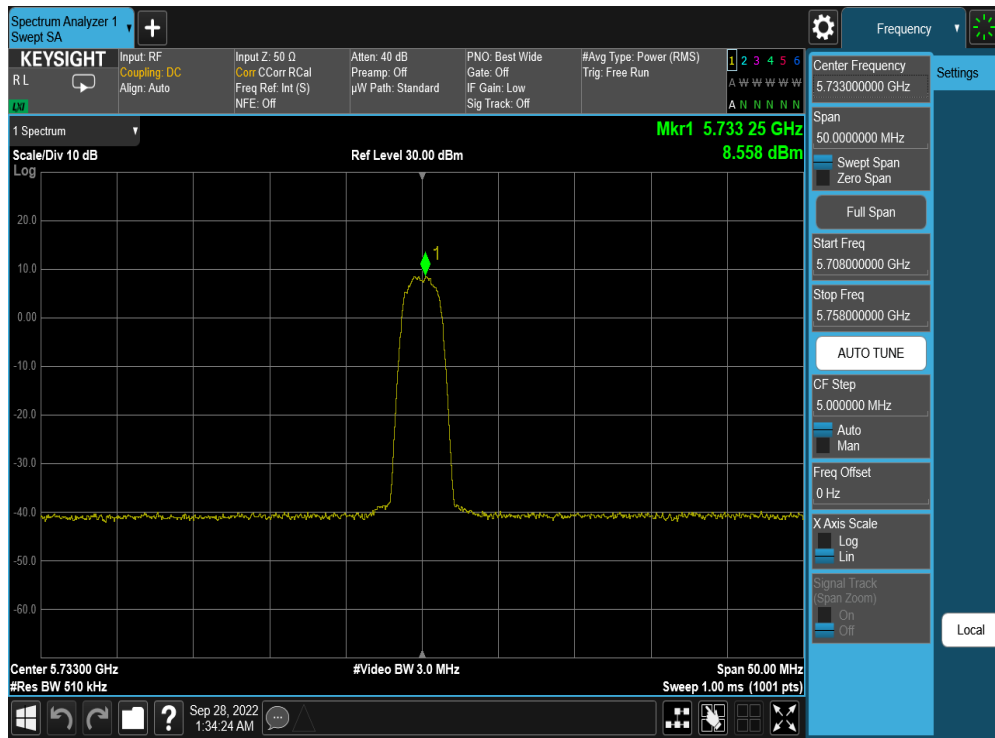 Spectrum Analyzer 1
Swept SA
Frequency
KEYSIGHT
R L
LXI
Input: RF
Coupling: DC
Align: Auto
Input Z: 50 Ω
Corr CCorr RCal
Freq Ref: Int (S)
NFE: Off
Atten: 40 dB
Preamp: Off
µW Path: Standard
PNO: Best Wide
Gate: Off
IF Gain: Low
Sig Track: Off
#Avg Type: Power (RMS)
Trig: Free Run
1 2 3 4 5 6
A W W W W W
A N N N N N
1 Spectrum
Mkr1 5.733 25 GHz
8.558 dBm
Scale/Div 10 dB
Ref Level 30.00 dBm
Log
1
20.0
10.0
0.00
-10.0
-20.0
-30.0
-40.0
-50.0
-60.0
Center 5.73300 GHz
#Video BW 3.0 MHz
Span 50.00 MHz
#Res BW 510 kHz
Sweep 1.00 ms (1001 pts)
Center Frequency
5.733000000 GHz
Settings
Span
50.0000000 MHz
Swept Span
Zero Span
Full Span
Start Freq
5.708000000 GHz
Stop Freq
5.758000000 GHz
AUTO TUNE
CF Step
5.000000 MHz
Auto
Man
Freq Offset
0 Hz
X Axis Scale
Log
Lin
Signal Track
(Span Zoom)
On
Off
Local
?
Sep 28, 2022
1:34:24 AM